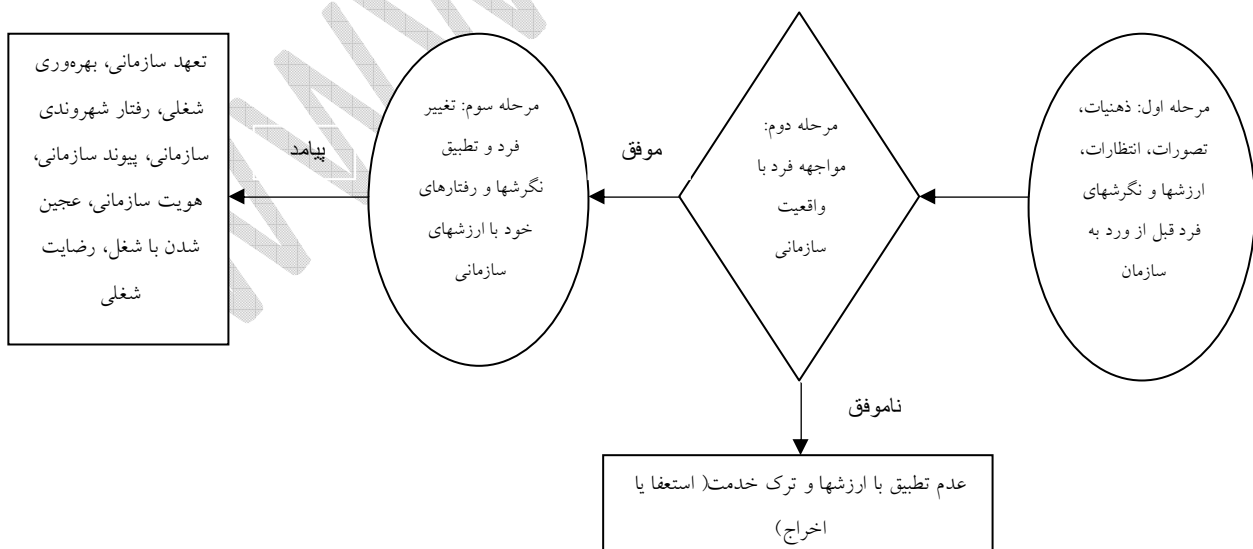 مرحله اول: ذهنیات،
تصورات، انتظارات،
ارزشها و نگرشهای
فرد قبل از ورد به
سازمان
مرحله دوم:
مواجهه فرد با
واقعیت
سازمانی
موفق
مرحله سوم: تغییر
فرد و تطبیق
نگرشها و رفتارهای
خود با ارزشهای
سازمانی
پیامد
تعهد سازمانی، بهره‌وری
شغلی، رفتار شهروندی
سازمانی، پیوند سازمانی،
هویت سازمانی، عجین
شدن با شغل، رضایت
شغلی
ناموفق
عدم تطبیق با ارزشها و ترک خدمت( استعفا یا
اخراج)